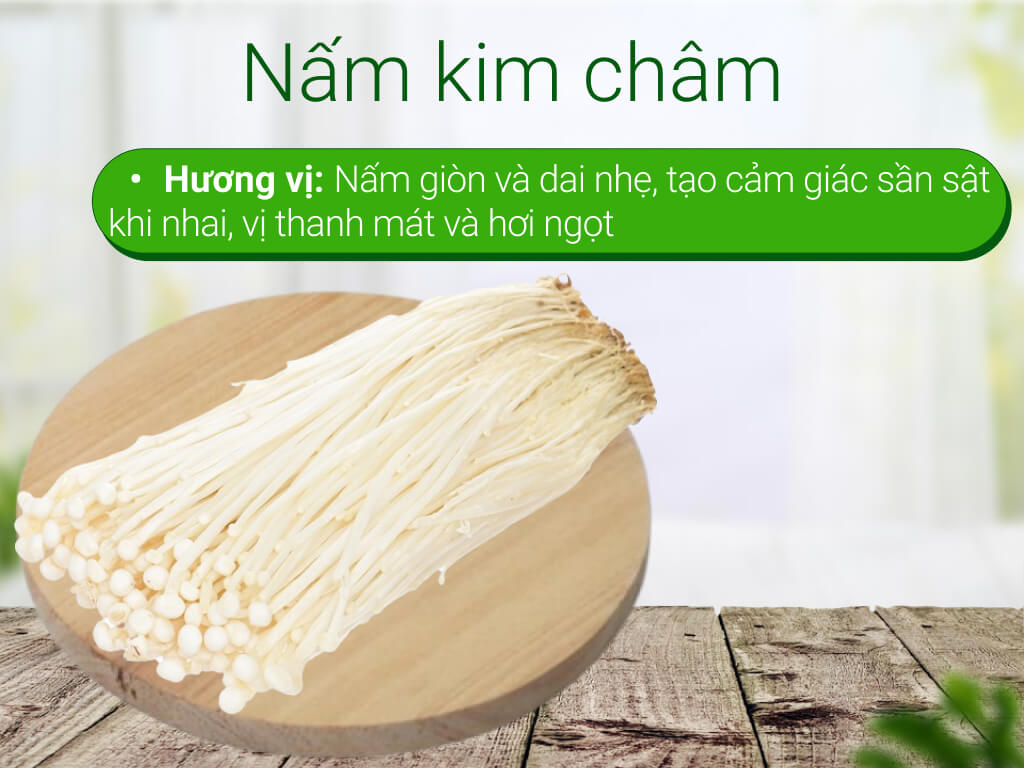 Nấm kim châm
• Hương vị: Nấm giòn và dai nhẹ, tạo cảm giác sần sật
khi nhai, vị thanh mát và hơi ngọt